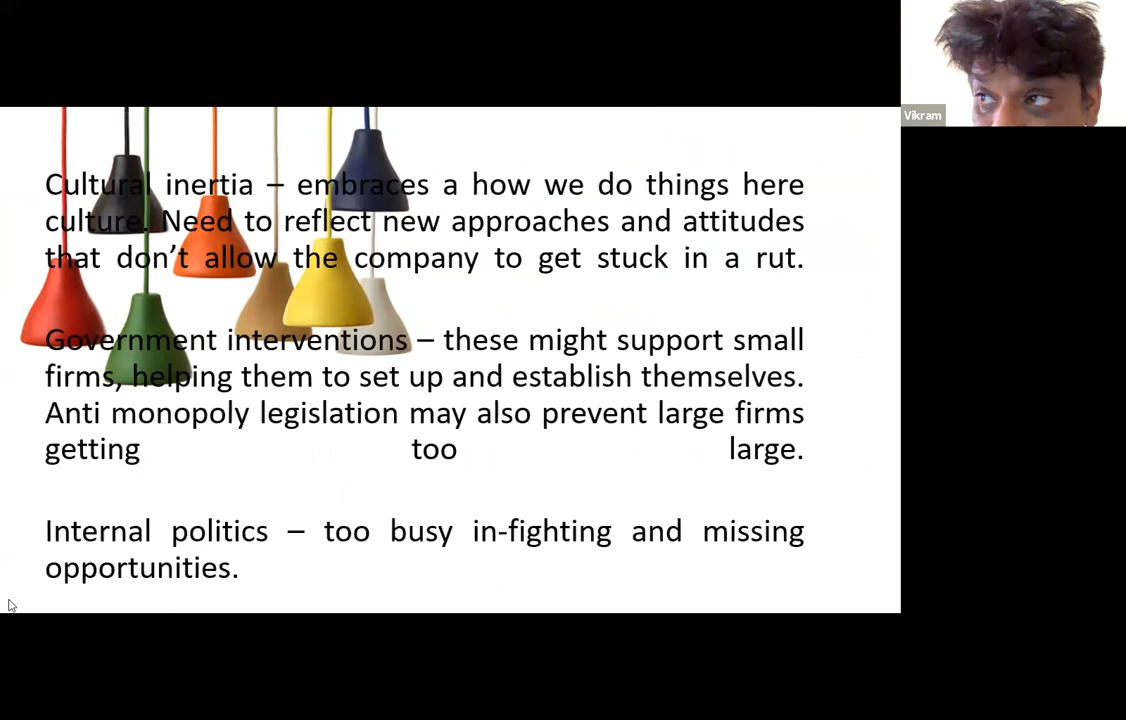 Vikram
Cultural inertia – embraces a how we do things here
culture. Need to reflect new approaches and attitudes
that don’t allow the company to get stuck in a rut.
Government interventions – these might support small
firms, helping them to set up and establish themselves.
Anti monopoly legislation may also prevent large firms
getting too large.
Internal politics – too busy in-fighting and missing
opportunities.